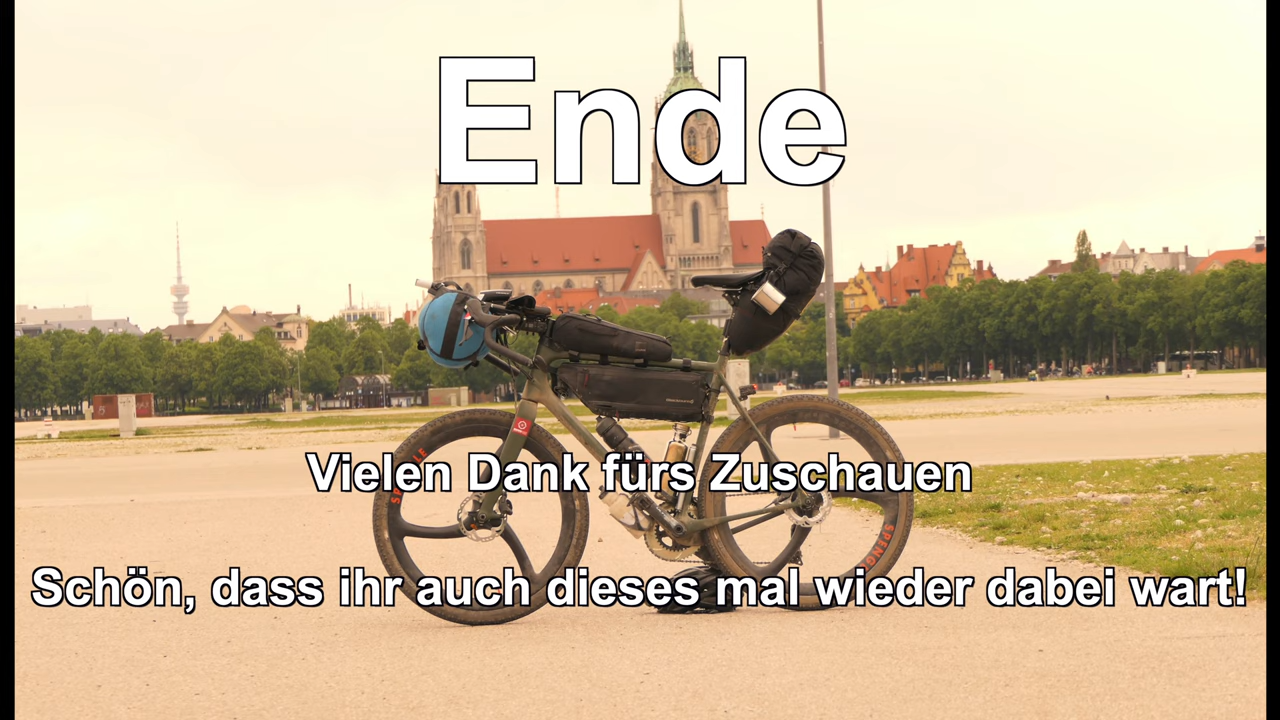 Ende
Vielen Dank fürs Zuschauen
Schön, dass ihr auch dieses mal wieder dabei wart!